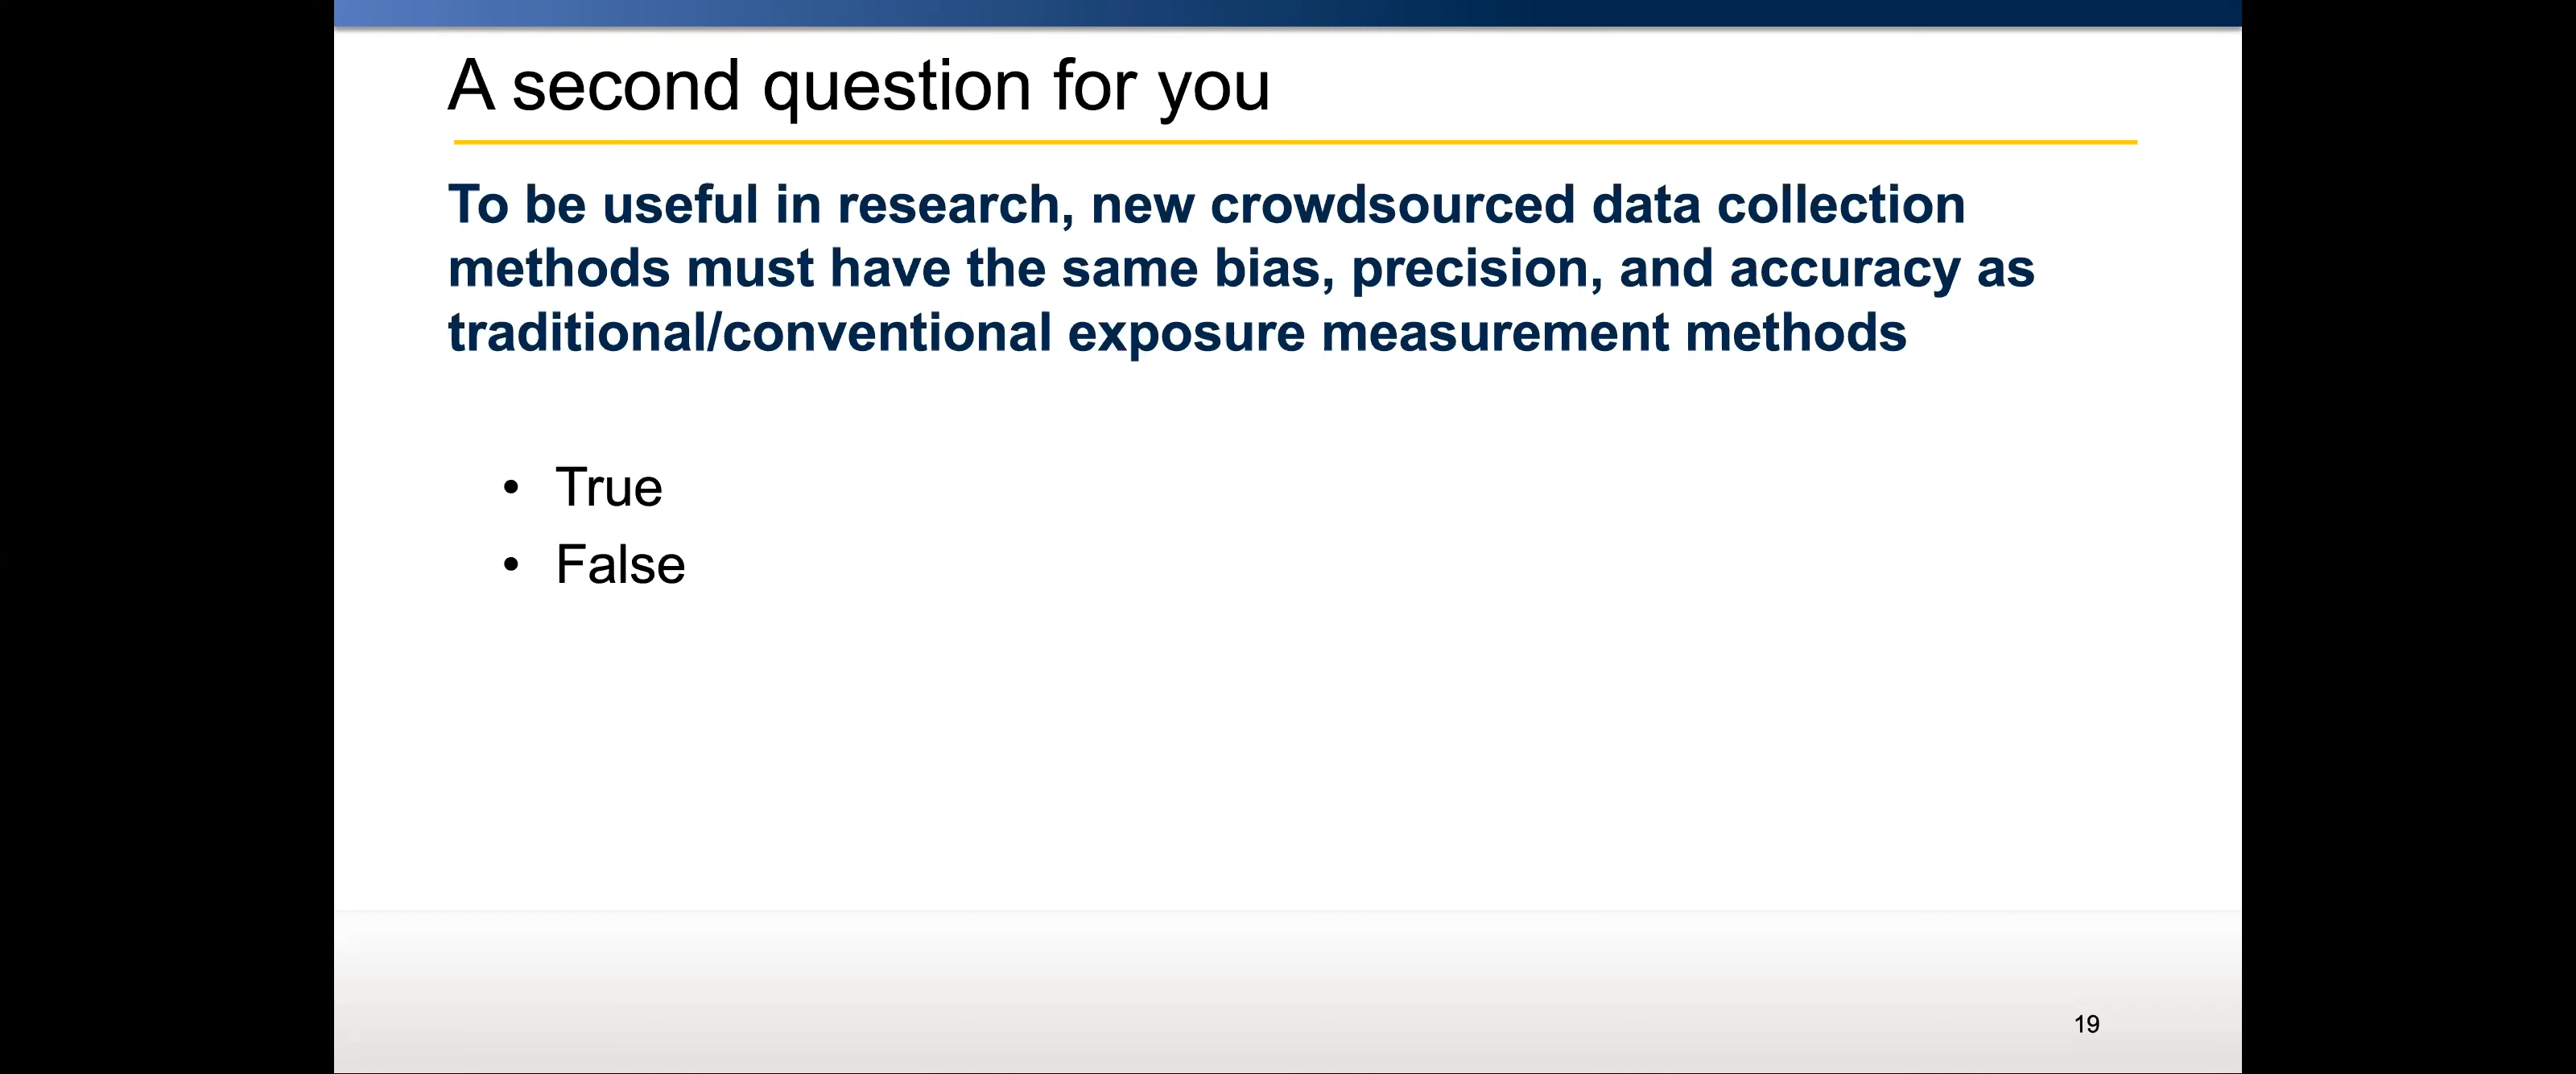 A second question for you
To be useful in research, new crowdsourced data collection
methods must have the same bias, precision, and accuracy as
traditional/conventional exposure measurement methods
• True
• False
19